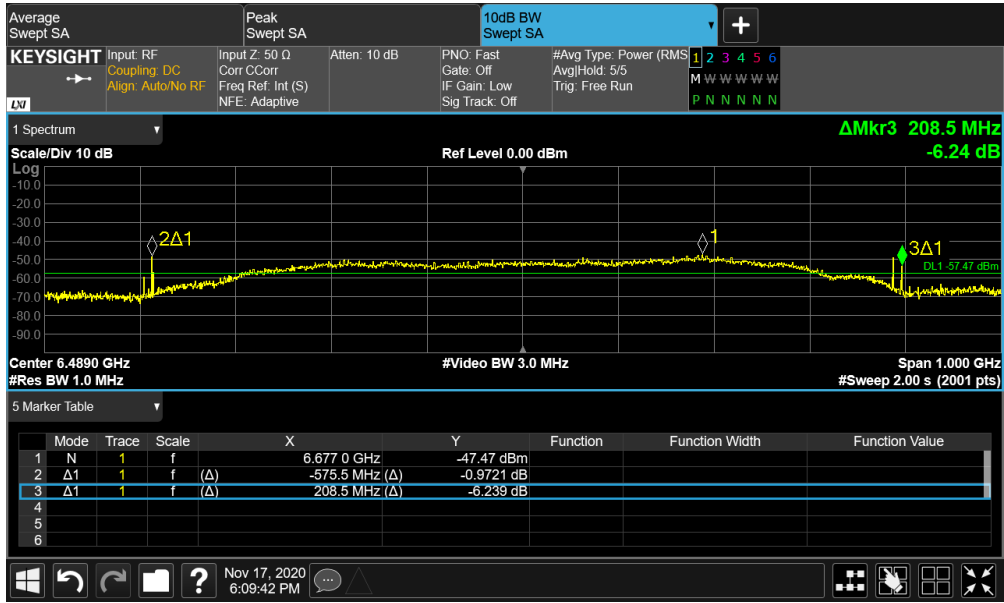 Average
Swept SA
Peak
Swept SA
10dB BW
Swept SA
KEYSIGHT
Input: RF
Coupling: DC
Align: Auto/No RF
Input Z: 50 Ω
Corr CCorr
Freq Ref: Int (S)
NFE: Adaptive
Atten: 10 dB
PNO: Fast
Gate: Off
IF Gain: Low
Sig Track: Off
#Avg Type: Power (RMS
Avg|Hold: 5/5
Trig: Free Run
1 2 3 4 5 6
M W W W W W
P N N N N N
LXI
1 Spectrum
ΔMkr3 208.5 MHz
-6.24 dB
Scale/Div 10 dB
Ref Level 0.00 dBm
Log
-10.0
-20.0
-30.0
-40.0
-50.0
-60.0
-70.0
-80.0
-90.0
2Δ1
1
3Δ1
DL1 -57.47 dBm
Center 6.4890 GHz
#Video BW 3.0 MHz
Span 1.000 GHz
#Res BW 1.0 MHz
#Sweep 2.00 s (2001 pts)
5 Marker Table
Mode Trace Scale X Y Function Function Width Function Value
1 N 1 f 6.677 0 GHz -47.47 dBm
2 Δ1 1 f (Δ) -575.5 MHz (Δ) -0.9721 dB
3 Δ1 1 f (Δ) 208.5 MHz (Δ) -6.239 dB
4
5
6
Nov 17, 2020
6:09:42 PM